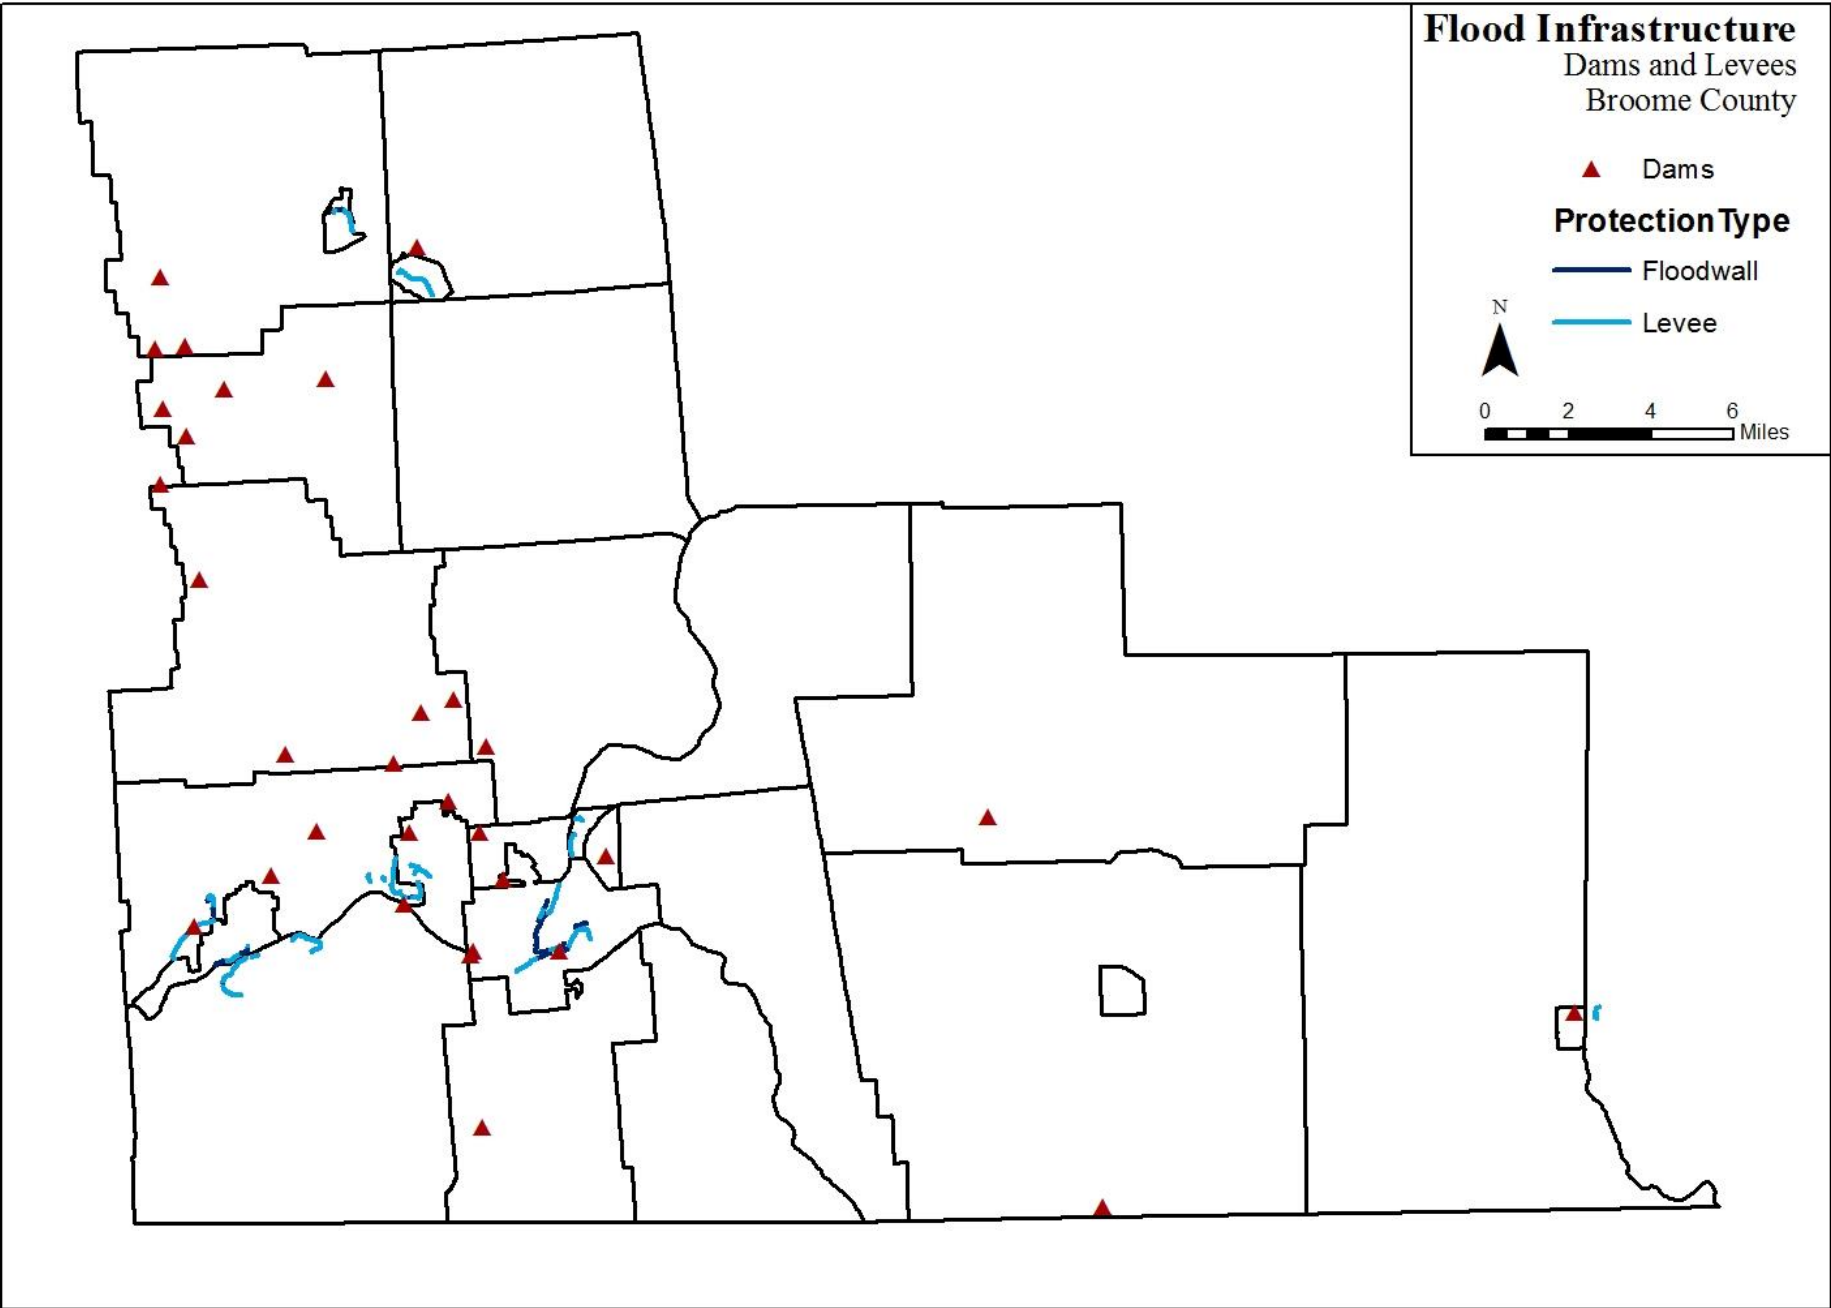 Flood Infrastructure
Dams and Levees
Broome County
Dams
Protection Type
Floodwall
N
Levee
0 2 4 6
Miles